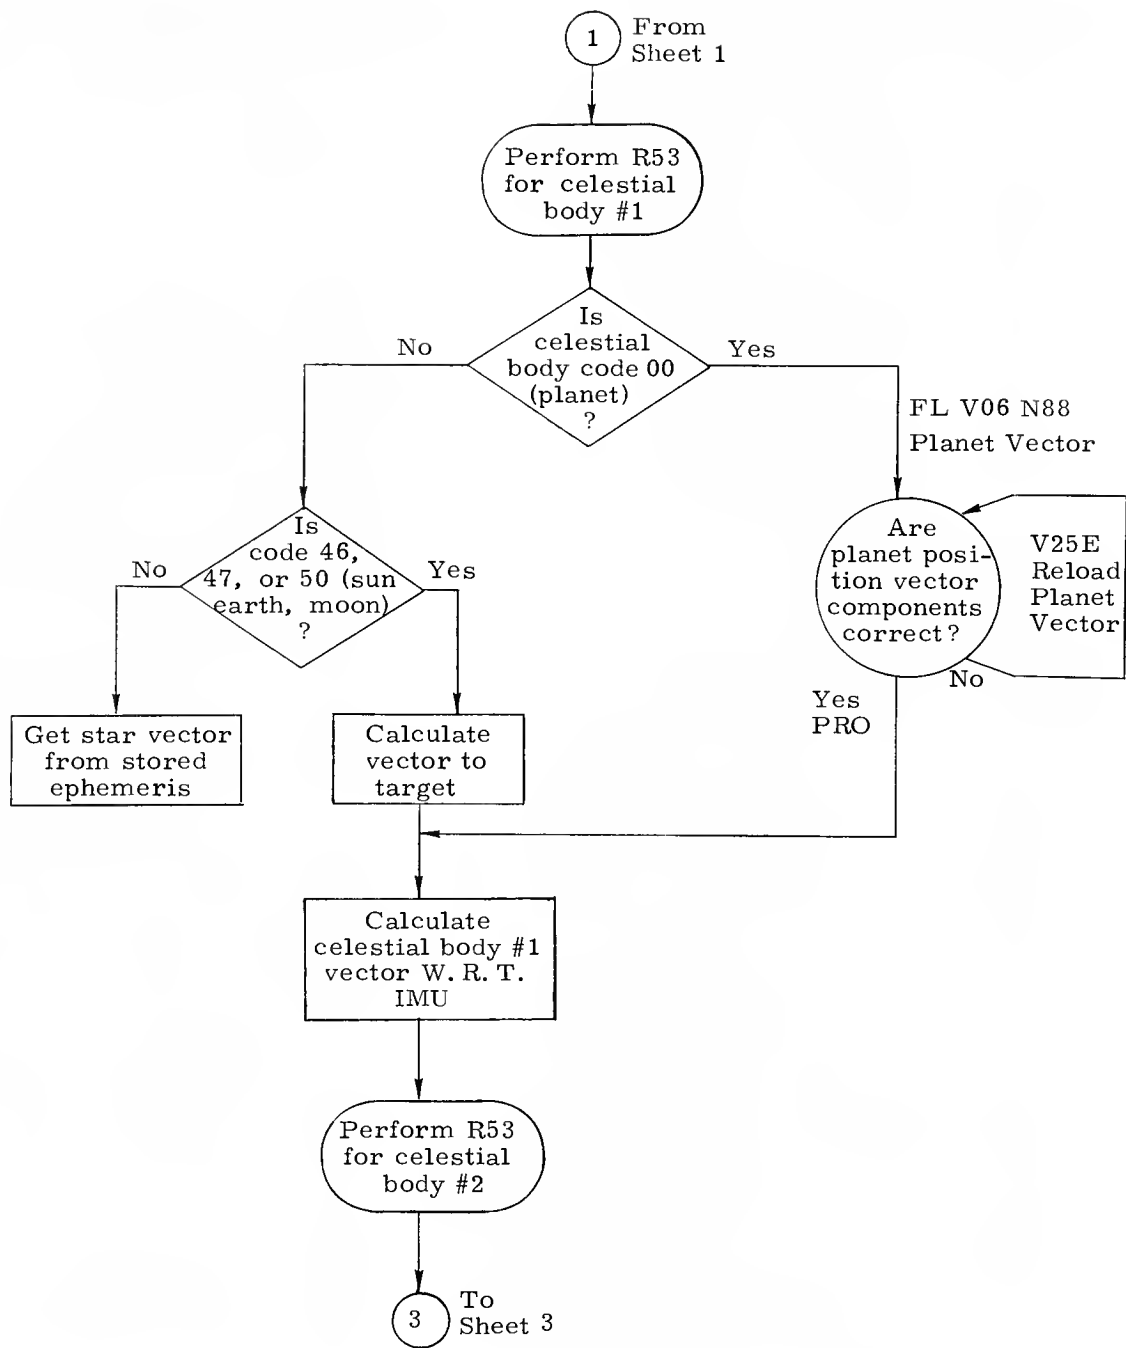 1
From
Sheet 1
Perform R53
for celestial
body #1
Is
celestial
body code 00
(planet)
?
No
Yes
FL V06 N88
Planet Vector
Is
code 46,
47, or 50 (sun
earth, moon)
?
No
Yes
Are
planet posi-
tion vector
components
correct?
V25E
Reload
Planet
Vector
No
Yes
PRO
Get star vector
from stored
ephemeris
Calculate
vector to
target
Calculate
celestial body #1
vector W. R. T.
IMU
Perform R53
for celestial
body #2
3
To
Sheet 3